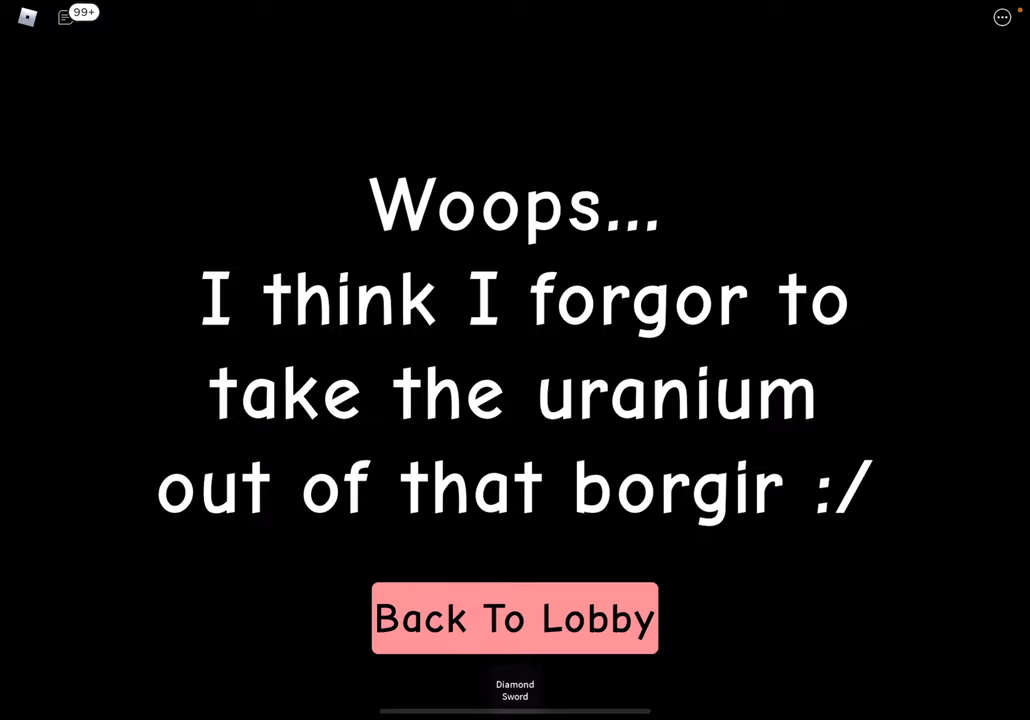 99+
Woops...
I think I forgor to
take the uranium
out of that borgir :/
Back To Lobby
Diamond
Sword